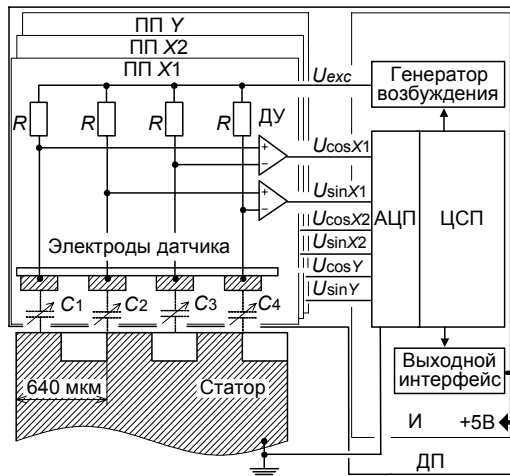 ПП Y
ПП X2
ПП X1
Uexc
Генератор
возбуждения
R
R
R
R
ДУ
+
−
UcosX1
+
−
UsinX1
АЦП
ЦСП
UcosX2
UsinX2
UcosY
UsinY
Электроды датчика
C1
C2
C3
C4
640 мкм
Статор
Выходной
интерфейс
И
+5В
ДП